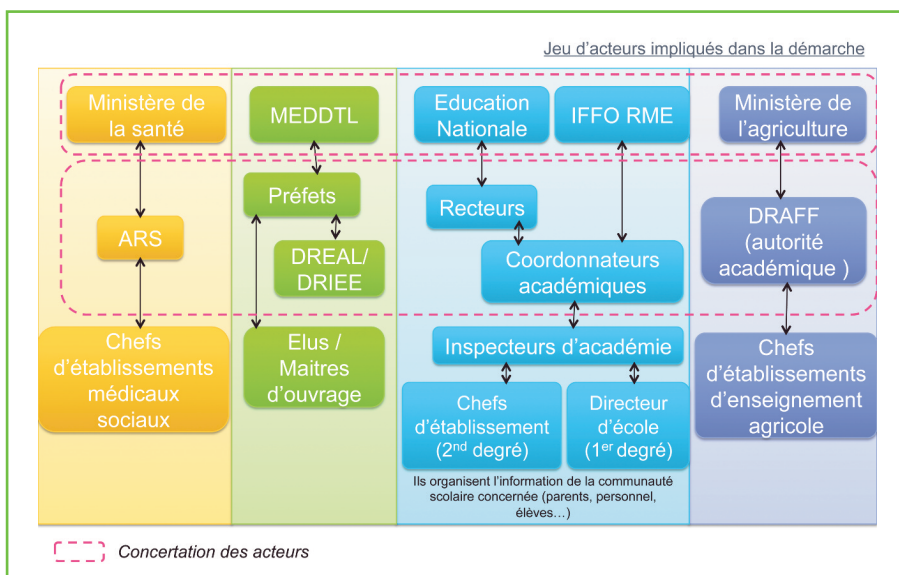 Jeu d'acteurs impliqués dans la démarche
Ministère de
la santé
MEDDTL
Education
Nationale
IFFO RME
Ministère de
l'agriculture
Préfets
Recteurs
ARS
DREAL/
DRIEE
Coordonnateurs
académiques
DRAFF
(autorité
académique )
Chefs
d'établissements
médicaux
sociaux
Elus /
Maitres
d'ouvrage
Inspecteurs d'académie
Chefs
d'établissement
(2nd degré)
Directeur
d'école
(1er degré)
Chefs
d'établissements
d'enseignement
agricole
Ils organisent l'information de la communauté
scolaire concernée (parents, personnel,
élèves…)
Concertation des acteurs